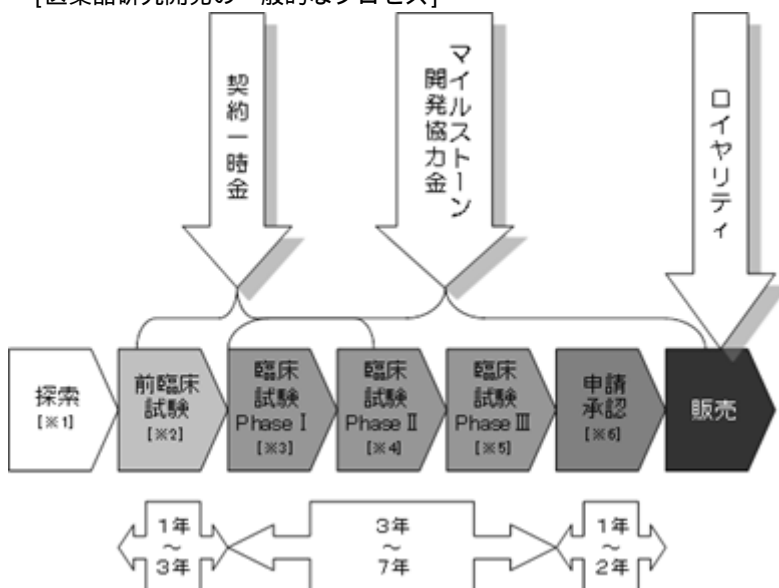 [医薬品研究開発の一般的なプロセス]
契約一時金
マイルストーン
開発協力金
ロイヤリティ
探索
[※1]
前臨床
試験
[※2]
臨床
試験
Phase Ⅰ
[※3]
臨床
試験
Phase Ⅱ
[※4]
臨床
試験
Phase Ⅲ
[※5]
申請
承認
[※6]
販売
1年
～
3年
3年
～
7年
1年
～
2年